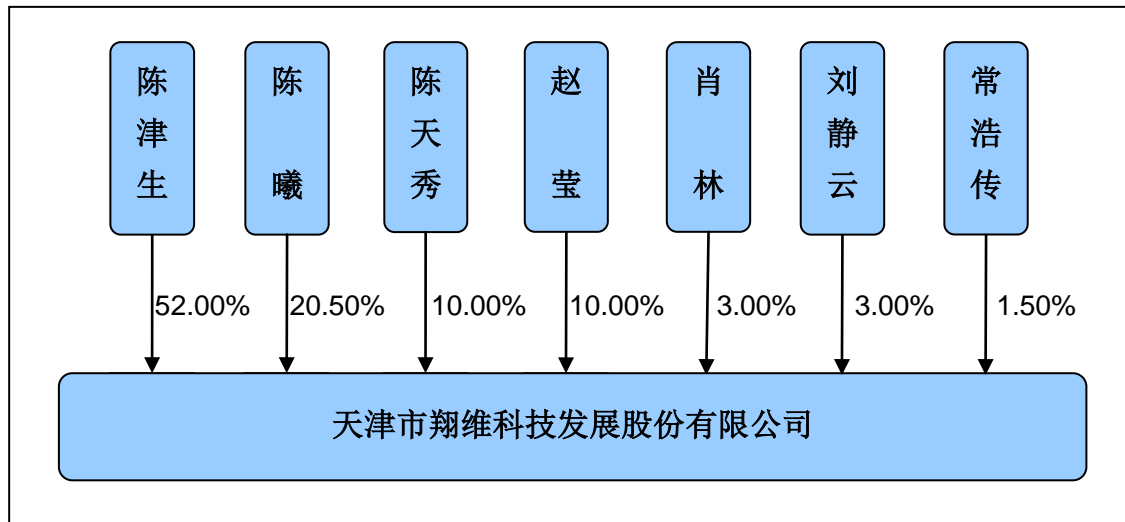 陈津生
陈曦
陈天秀
赵莹
肖林
刘静云
常浩传
52.00%
20.50%
10.00%
10.00%
3.00%
3.00%
1.50%
天津市翔维科技发展股份有限公司